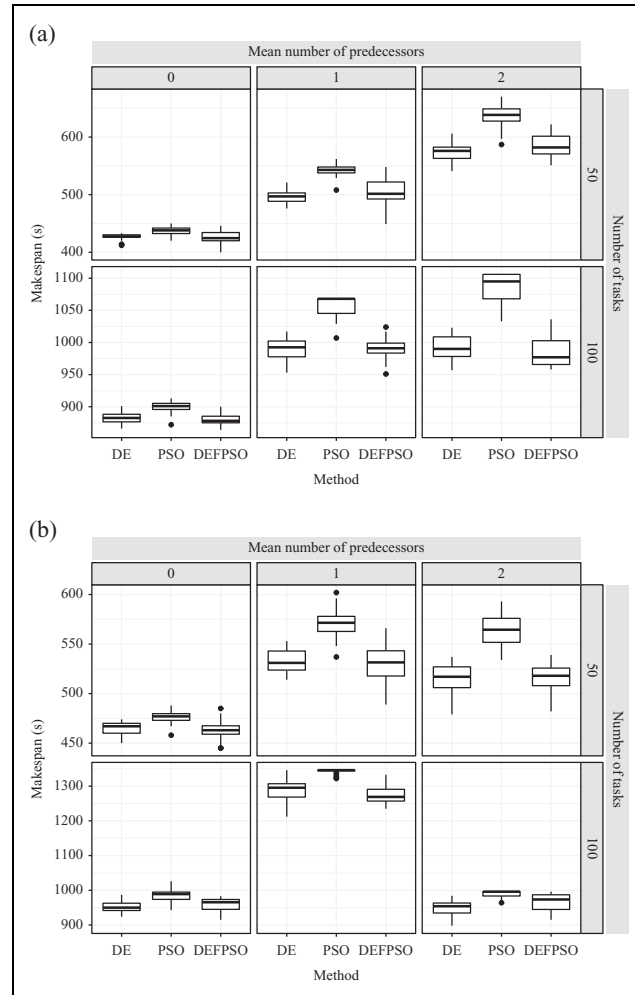 (a)
Mean number of predecessors
0 1 2
Makespan (s)
600
500
400
50
1100
1050
1000
950
900
100
Number of tasks
DE PSO DEFPSO DE PSO DEFPSO DE PSO DEFPSO
Method
(b)
Mean number of predecessors
0 1 2
Makespan (s)
600
550
500
450
50
1300
1200
1100
1000
900
100
Number of tasks
DE PSO DEFPSO DE PSO DEFPSO DE PSO DEFPSO
Method